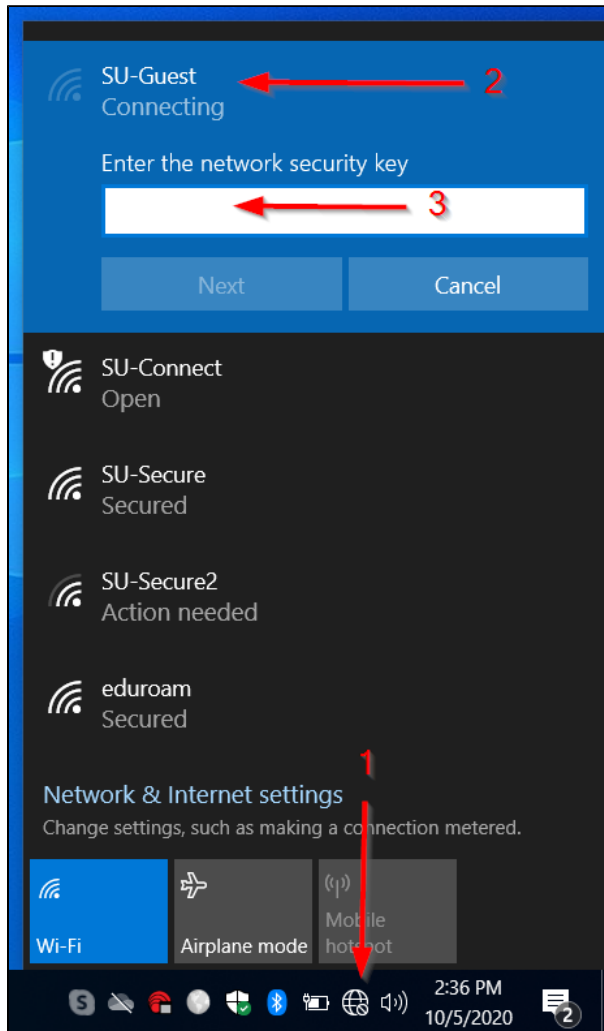 SU-Guest
2
Connecting
Enter the network security key
3
Next
Cancel
SU-Connect
Open
SU-Secure
Secured
SU-Secure2
Action needed
eduroam
Secured
1
Network & Internet settings
Change settings, such as making a connection metered.
Wi-Fi
Airplane mode
Mobile
hotspot
S
2:36 PM
10/5/2020
2